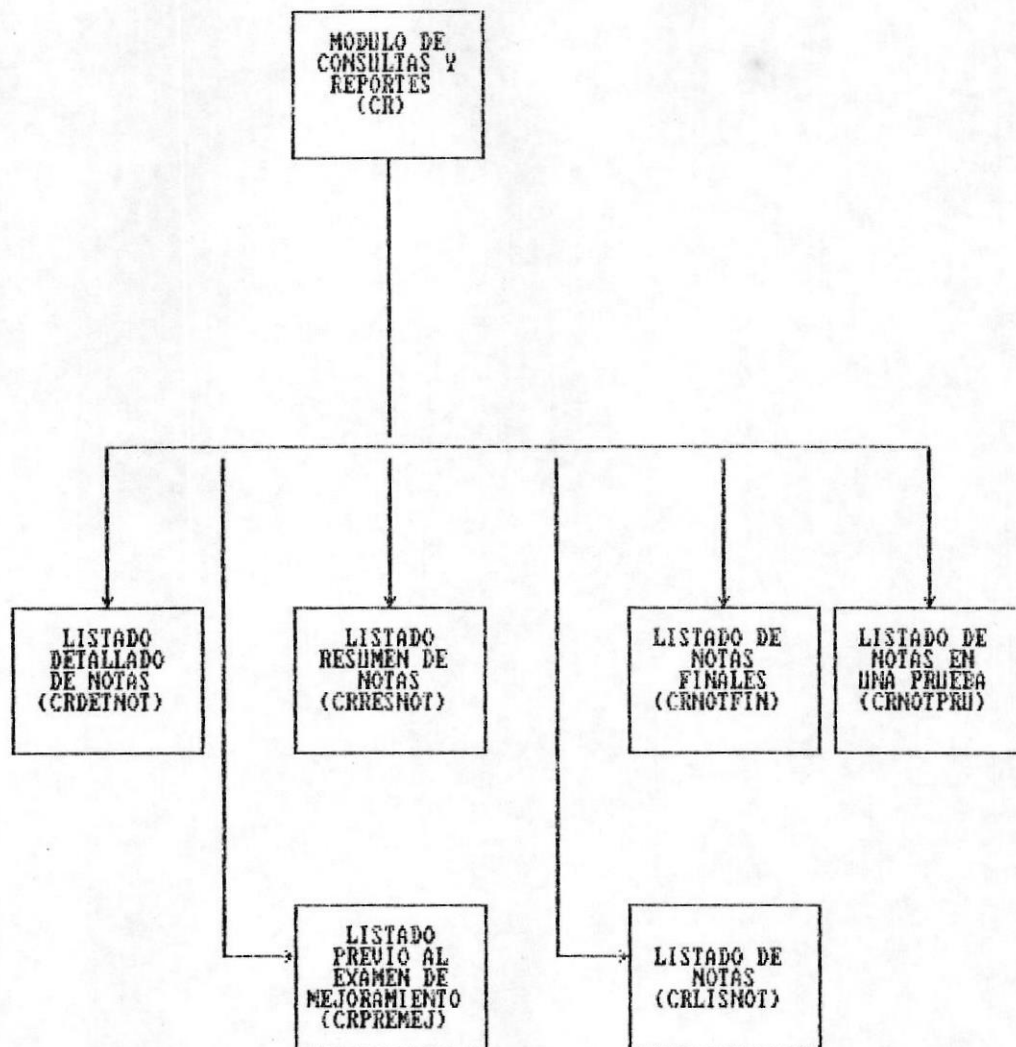 MODULO DE
CONSULTAS Y
REPORTES
(CR)
LISTADO
DETALLADO
DE NOTAS
(CRDETNOT)
LISTADO
RESUMEN DE
NOTAS
(CRRESNOT)
LISTADO DE
NOTAS
FINALES
(CRNOTFIN)
LISTADO DE
NOTAS EN
UNA PRUEBA
(CRNOTPRU)
LISTADO
PREVIO AL
EXAMEN DE
MEJORAMIENTO
(CRPREMEJ)
LISTADO DE
NOTAS
(CRLISNOT)